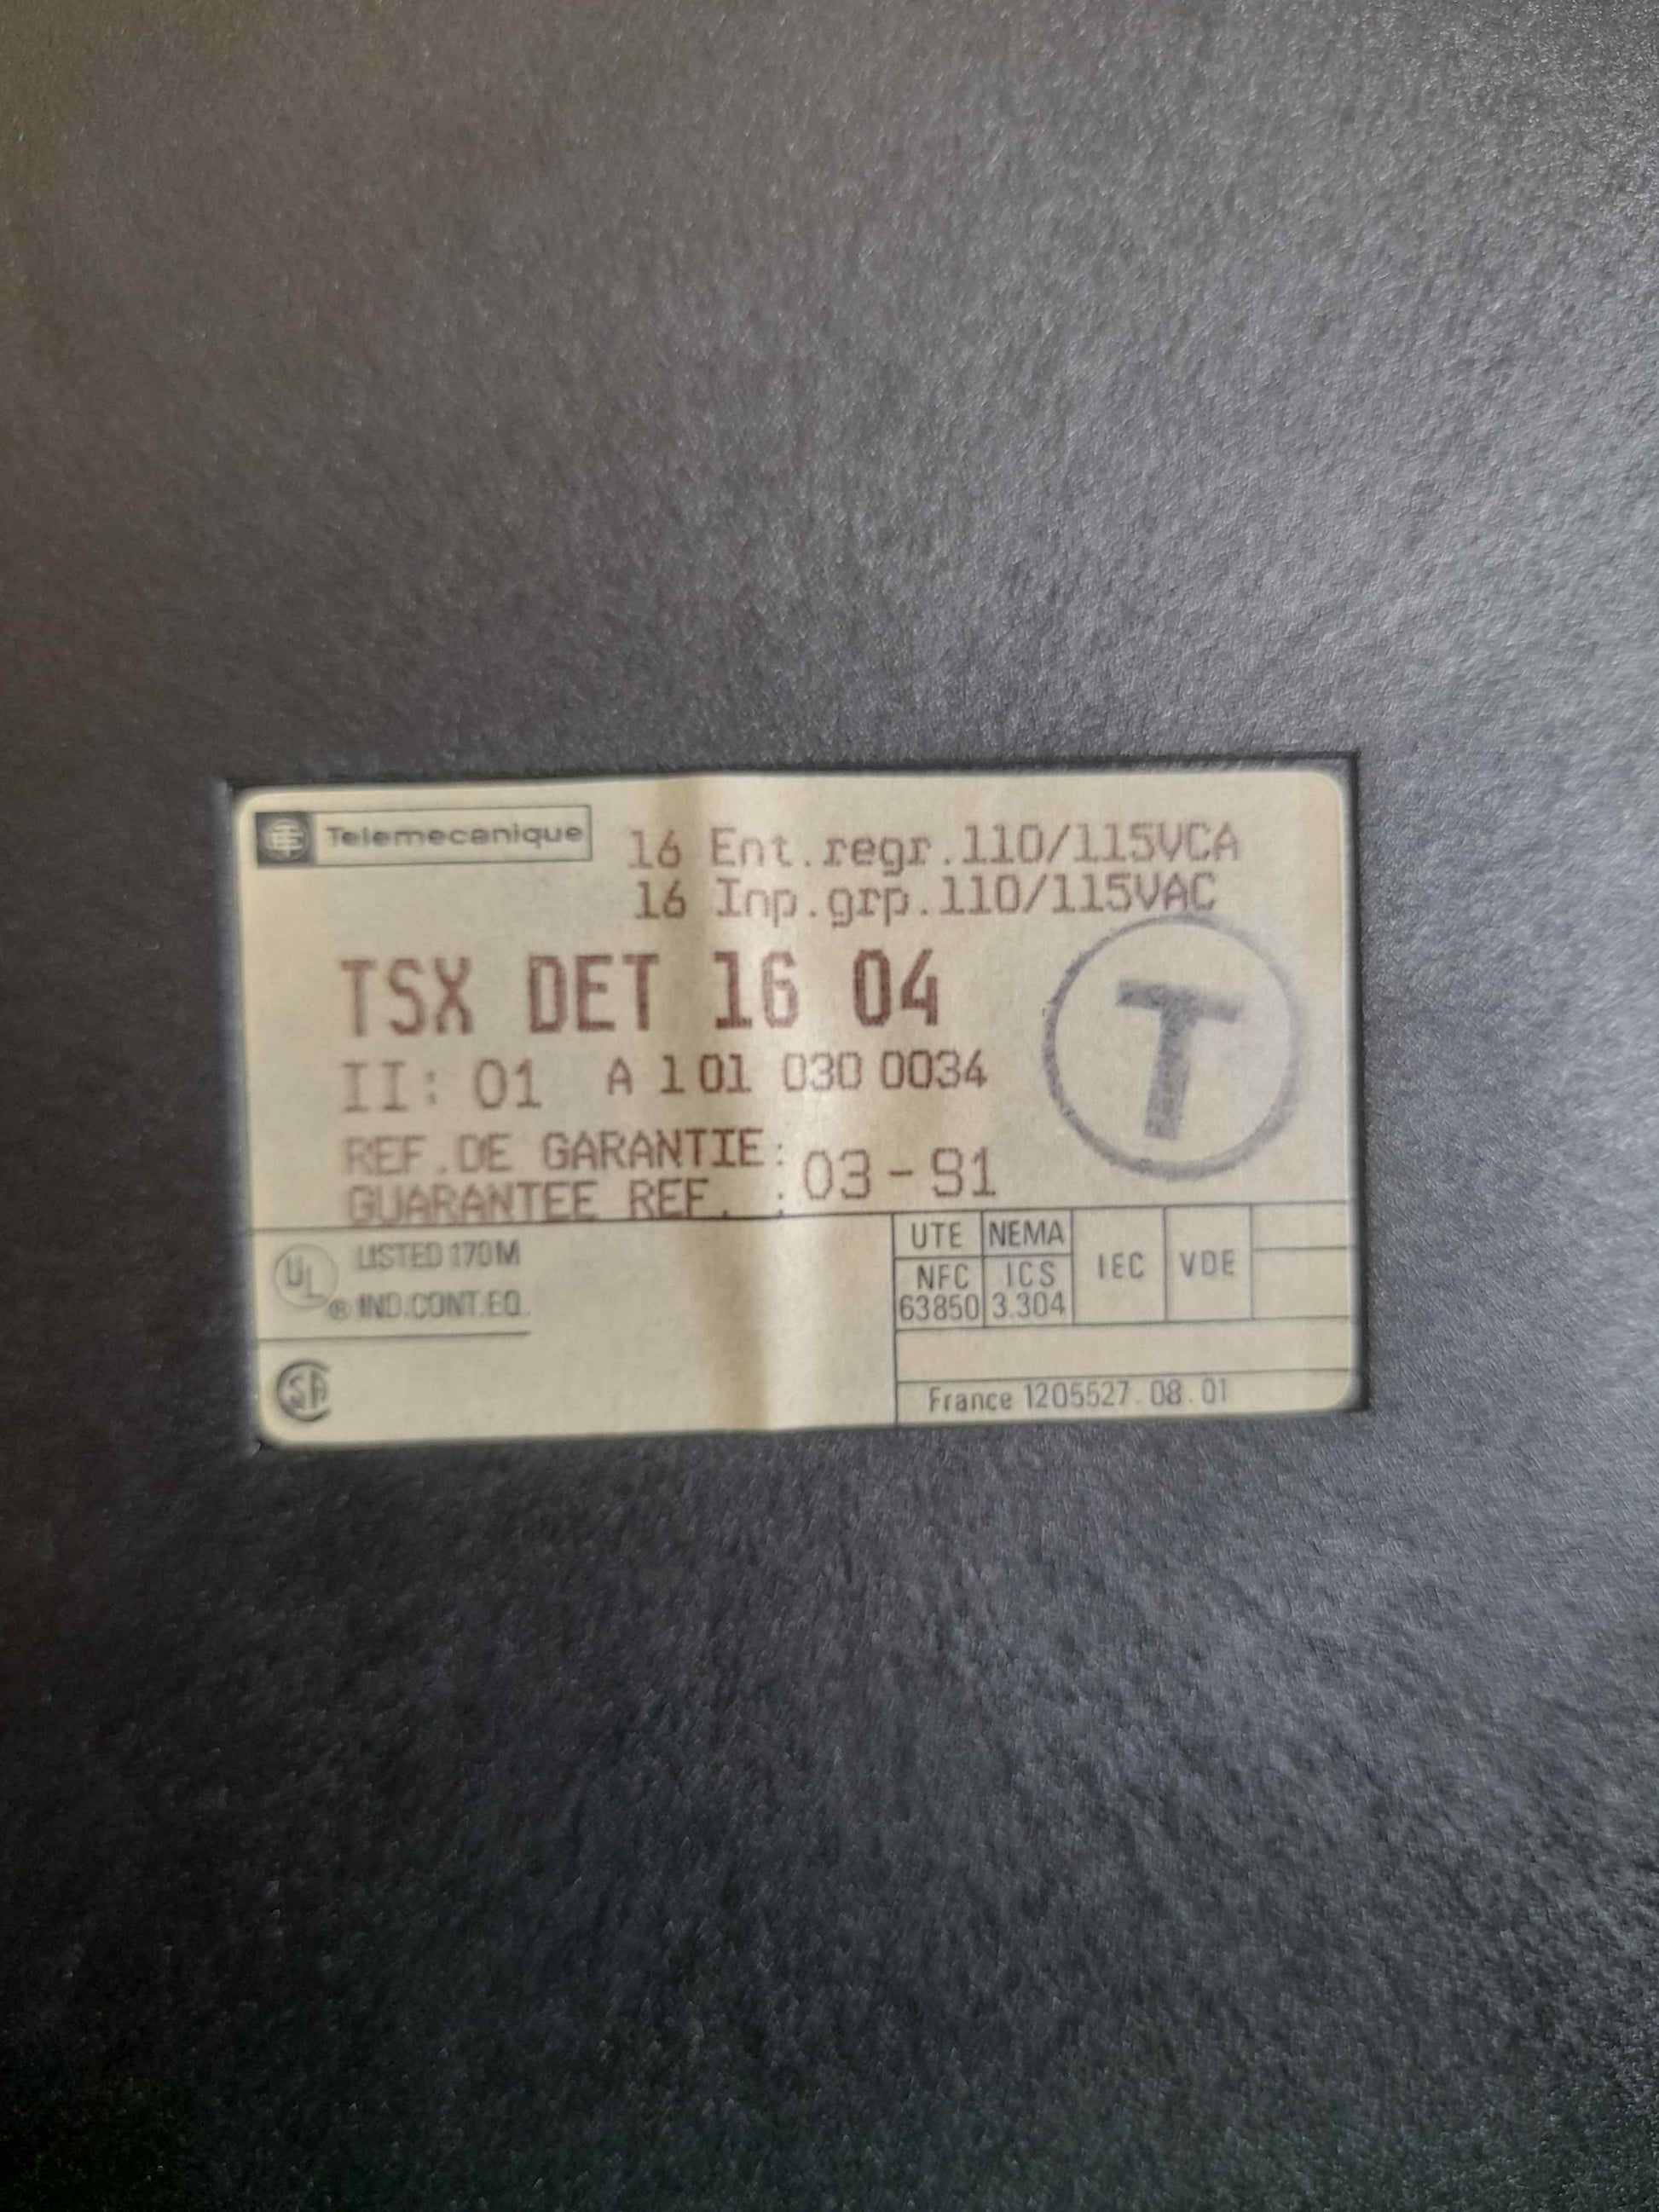 Telemecanique
16 Ent.regr.110/115VCA
16 Inp.grp.110/115VAC
TSX DET 16 04
T
II: 01 A 1 01 030 0034
REF.DE GARANTIE:
GUARANTEE REF. : 03-91
UL LISTED 170M
® IND.CONT.EQ.
UTE NEMA
NFC ICS IEC VDE
63850 3.304
SA
France 1205527.08.01